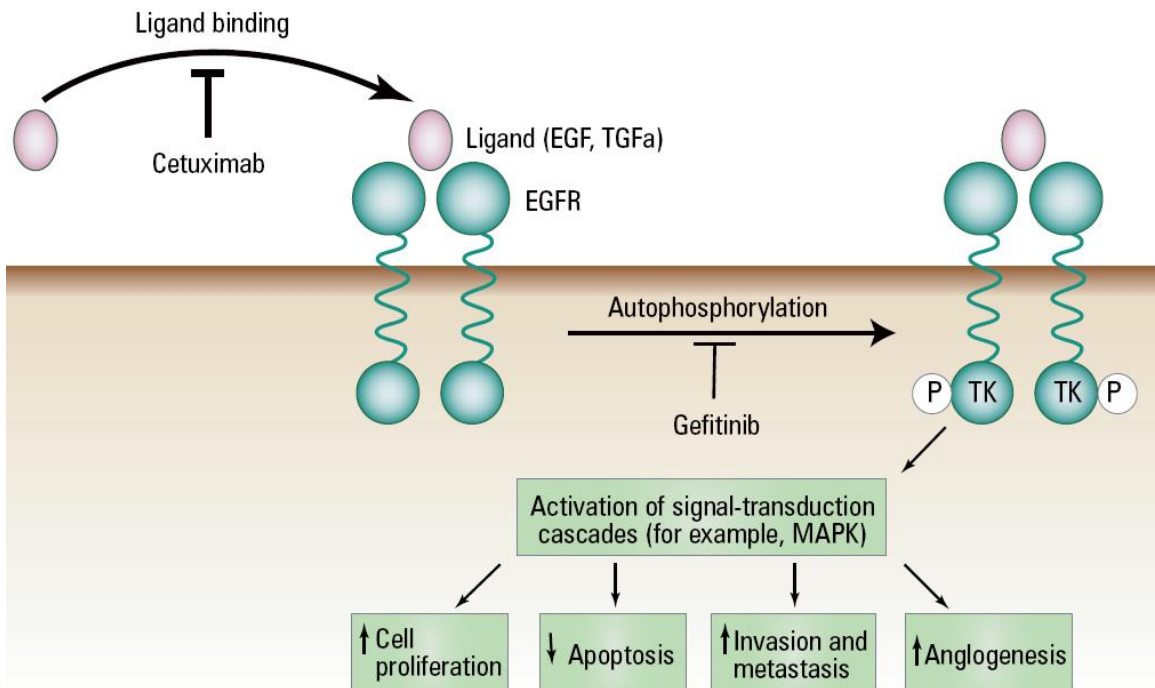 Ligand binding
Cetuximab
Ligand (EGF, TGFa)
EGFR
Autophosphorylation
Gefitinib
P TK TK P
Activation of signal-transduction
cascades (for example, MAPK)
Cell
proliferation
Apoptosis
Invasion and
metastasis
Anglogenesis